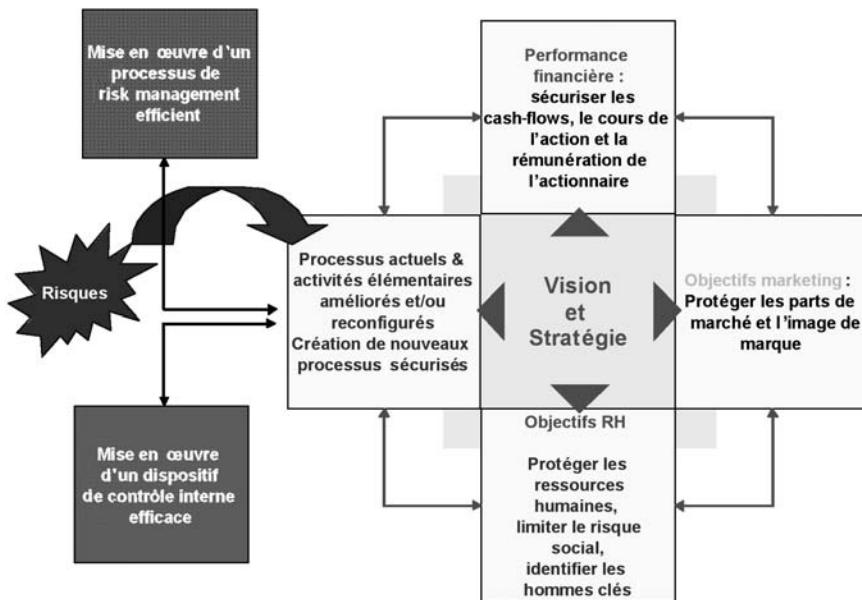 Mise en œuvre d'un
processus de
risk management
efficient
Performance
financière :
sécuriser les
cash-flows, le cours de
l'action et la
rémunération de
l'actionnaire
Risques
Processus actuels &
activités élémentaires
améliorés et/ou
reconfigurés
Création de nouveaux
processus sécurisés
Vision
et
Stratégie
Objectifs marketing :
Protéger les parts de
marché et l'image de
marque
Mise en œuvre
d'un dispositif
de contrôle interne
efficace
Objectifs RH
Protéger les
ressources
humaines,
limiter le risque
social,
identifier les
hommes clés